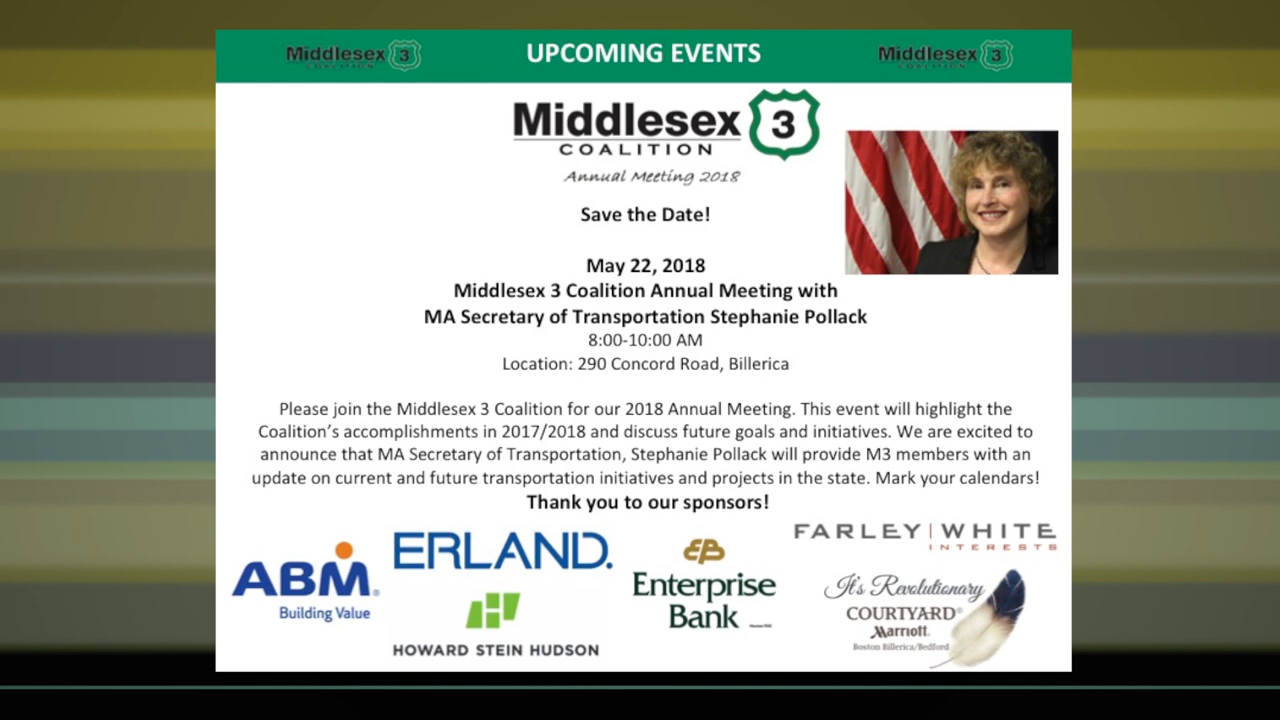 Middlesex 3
COALITION
UPCOMING EVENTS
Middlesex 3
COALITION
Middlesex 3
COALITION
Annual Meeting 2018
Save the Date!
May 22, 2018
Middlesex 3 Coalition Annual Meeting with
MA Secretary of Transportation Stephanie Pollack
8:00-10:00 AM
Location: 290 Concord Road, Billerica
Please join the Middlesex 3 Coalition for our 2018 Annual Meeting. This event will highlight the
Coalition's accomplishments in 2017/2018 and discuss future goals and initiatives. We are excited to
announce that MA Secretary of Transportation, Stephanie Pollack will provide M3 members with an
update on current and future transportation initiatives and projects in the state. Mark your calendars!
Thank you to our sponsors!
ABM®
Building Value
ERLAND.
HOWARD STEIN HUDSON
EB
Enterprise
Bank
FARLEY|WHITE
INTERESTS
It's Revolutionary
COURTYARD®
Marriott.
Boston Billerica/Bedford